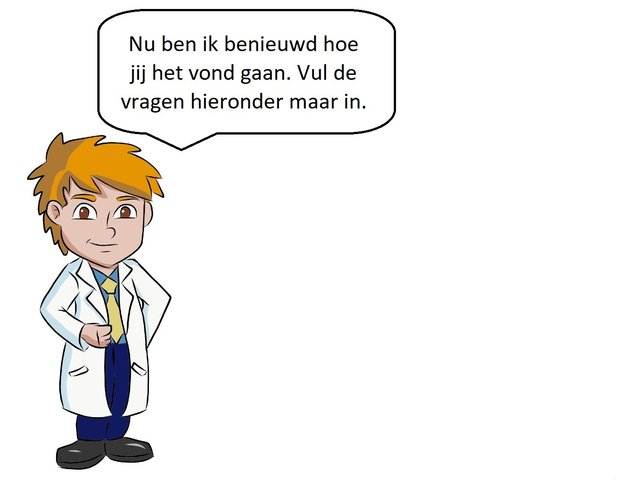 Nu ben ik benieuwd hoe
jij het vond gaan. Vul de
vragen hieronder maar in.